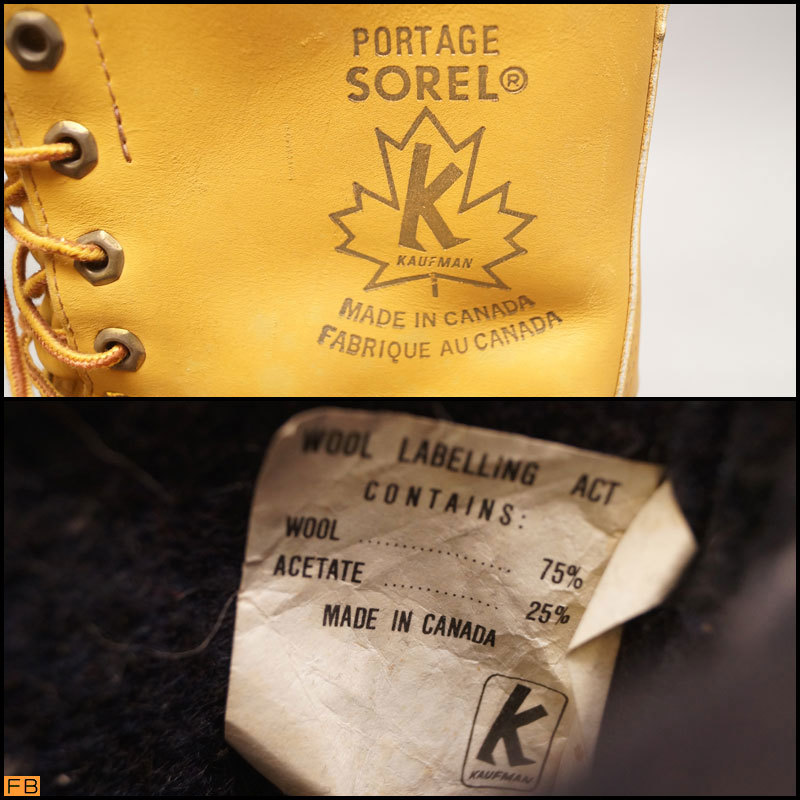 PORTAGE
SOREL®
K
KAUFMAN
MADE IN CANADA
FABRIQUE AU CANADA
WOOL LABELLING ACT
CONTAINS:
WOOL .................... 75%
ACETATE ............... 25%
MADE IN CANADA
K
KAUFMAN
FB